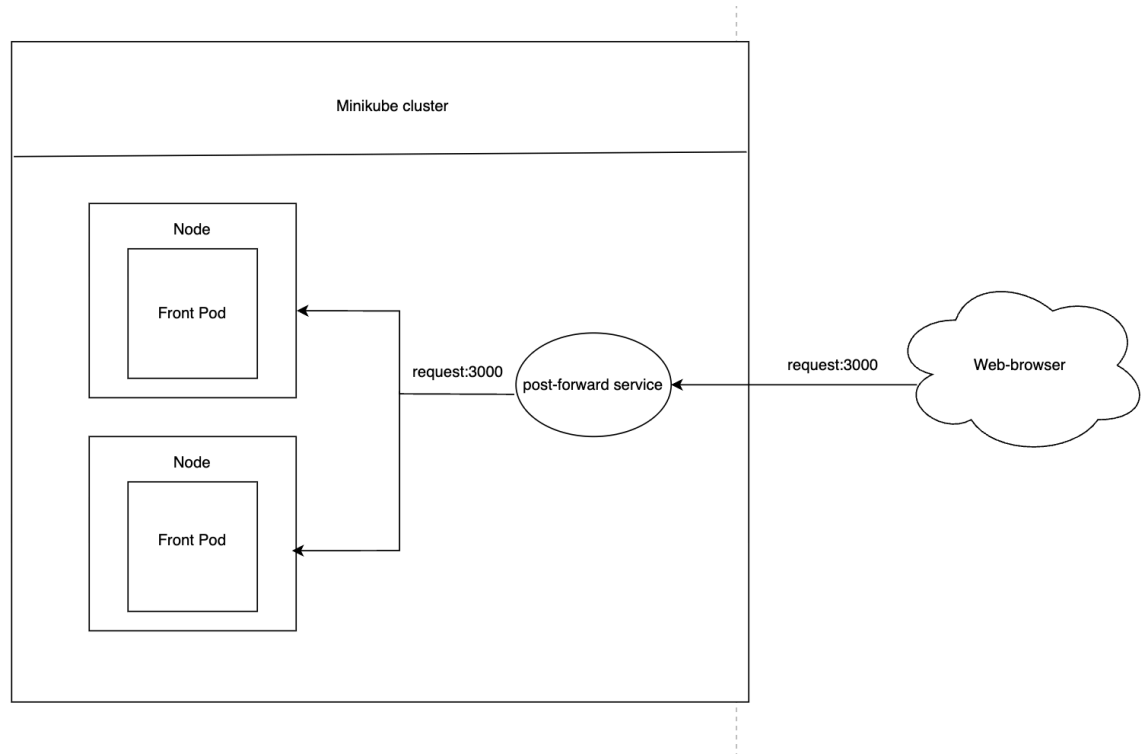 Minikube cluster
Node
Front Pod
request:3000
post-forward service
request:3000
Web-browser
Node
Front Pod